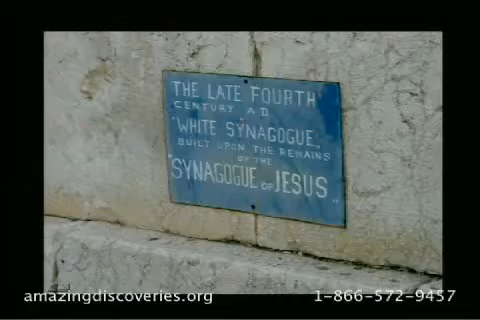 THE LATE FOURTH
CENTURY A D
"WHITE SYNAGOGUE"
BUILT UPON THE REMAINS
OF THE
"SYNAGOGUE OF JESUS"
amazingdiscoveries.org
1-866-572-9457